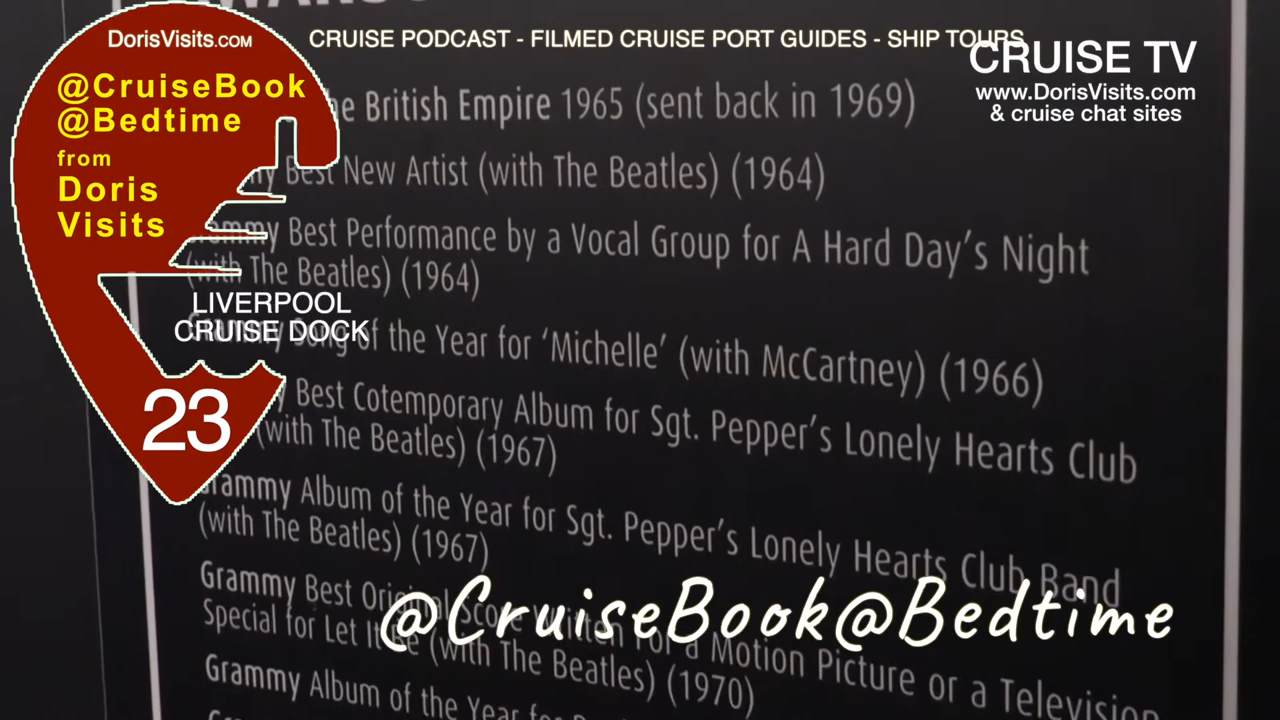 DorisVisits.COM
CRUISE PODCAST - FILMED CRUISE PORT GUIDES - SHIP TOURS
CRUISE TV
www.DorisVisits.com
& cruise chat sites
@CruiseBook
@Bedtime
from
Doris
Visits
LIVERPOOL
CRUISE DOCK
23
British Empire 1965 (sent back in 1969)
Best New Artist (with The Beatles) (1964)
Grammy Best Performance by a Vocal Group for A Hard Day's Night
(with The Beatles) (1964)
Grammy Song of the Year for 'Michelle' (with McCartney) (1966)
Best Cotemporary Album for Sgt. Pepper's Lonely Hearts Club
(with The Beatles) (1967)
Grammy Album of the Year for Sgt. Pepper's Lonely Hearts Club Band
(with The Beatles) (1967)
Grammy Best Original Score Written for a Motion Picture or a Television
Special for Let It Be (with The Beatles) (1970)
Grammy Album of the Year for
@CruiseBook@Bedtime